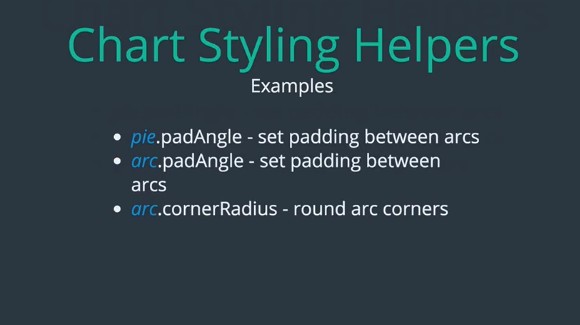 Chart Styling Helpers
Examples
• pie.padAngle - set padding between arcs
• arc.padAngle - set padding between
arcs
• arc.cornerRadius - round arc corners